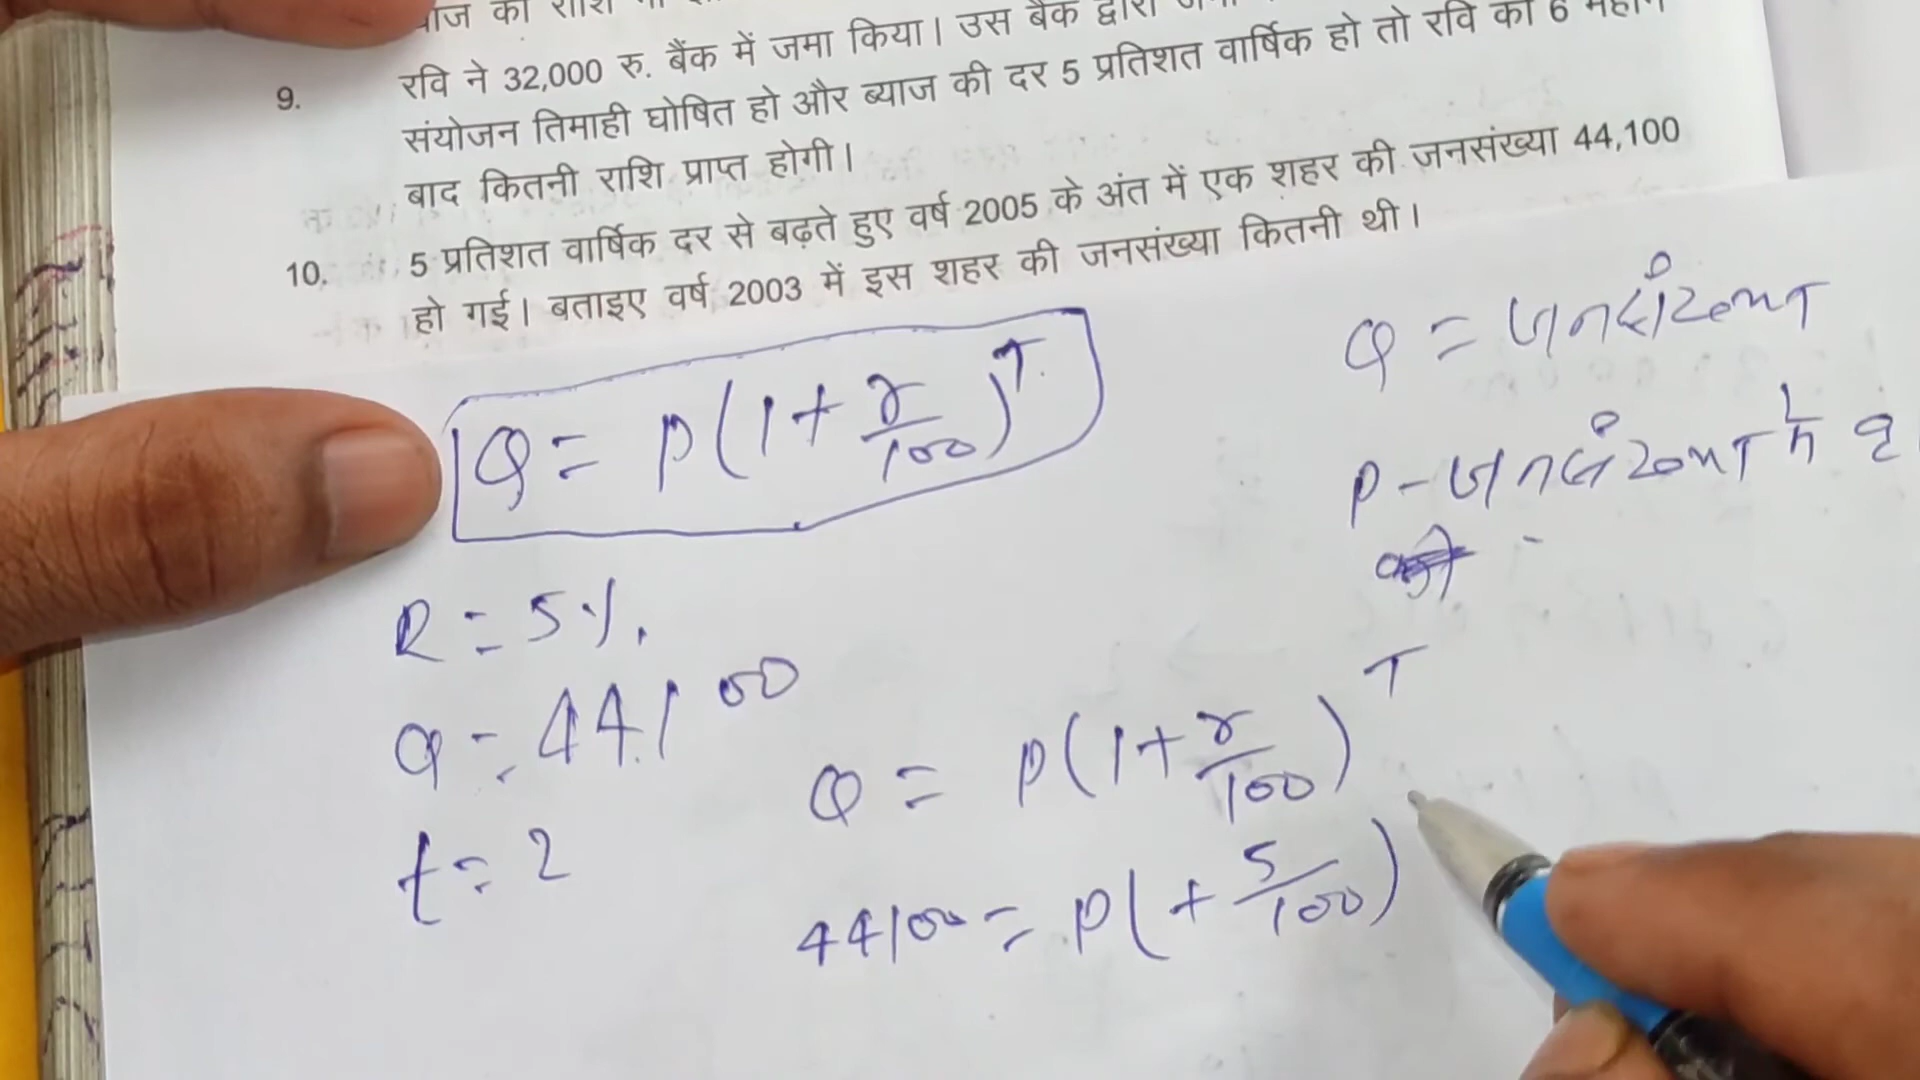 ब्याज की राशि
9. रवि ने 32,000 रु. बैंक में जमा किया। उस बैंक द्वारा
संयोजन तिमाही घोषित हो और ब्याज की दर 5 प्रतिशत वार्षिक हो तो रवि को 6 महीने
बाद कितनी राशि प्राप्त होगी।
10. 5 प्रतिशत वार्षिक दर से बढ़ते हुए वर्ष 2005 के अंत में एक शहर की जनसंख्या 44,100
हो गई। बताइए वर्ष 2003 में इस शहर की जनसंख्या कितनी थी।
Q = P(1+r/100)^T
Q = जनसंख्या
P - जनसंख्या में
R = 5%.
Q = 44100
t = 2
Q = P(1+r/100)^T
44100 = P(+5/100)